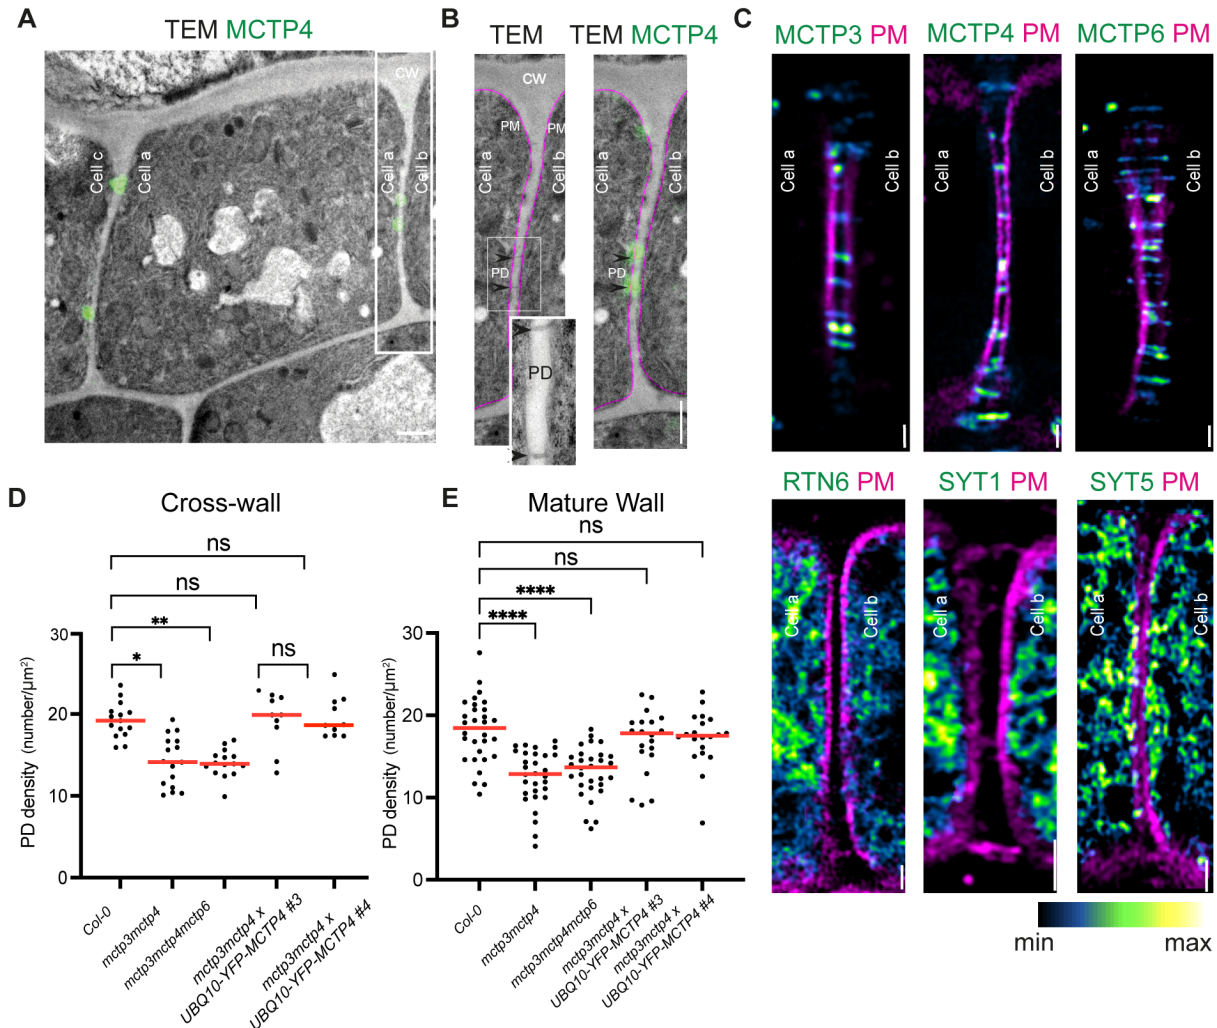 A
TEM MCTP4
CW
Cell c
Cell a
Cell a
Cell b
B
TEM
TEM MCTP4
CW
PM
PM
Cell a
Cell b
PD
PD
Cell a
Cell b
PD
C
MCTP3 PM
MCTP4 PM
MCTP6 PM
Cell a
Cell b
Cell a
Cell b
Cell a
Cell b
RTN6 PM
SYT1 PM
SYT5 PM
Cell a
Cell b
Cell a
Cell b
Cell a
Cell b
min
max
D
Cross-wall
ns
ns
**
*
ns
PD density (number/µm²)
30
20
10
0
Col-0
mctp3mctp4
mctp3mctp4mctp6
mctp3mctp4 x
UBQ10-YFP-MCTP4 #3
mctp3mctp4 x
UBQ10-YFP-MCTP4 #4
E
Mature Wall
ns
ns
****
****
PD density (number/µm²)
30
20
10
0
Col-0
mctp3mctp4
mctp3mctp4mctp6
mctp3mctp4 x
UBQ10-YFP-MCTP4 #3
mctp3mctp4 x
UBQ10-YFP-MCTP4 #4